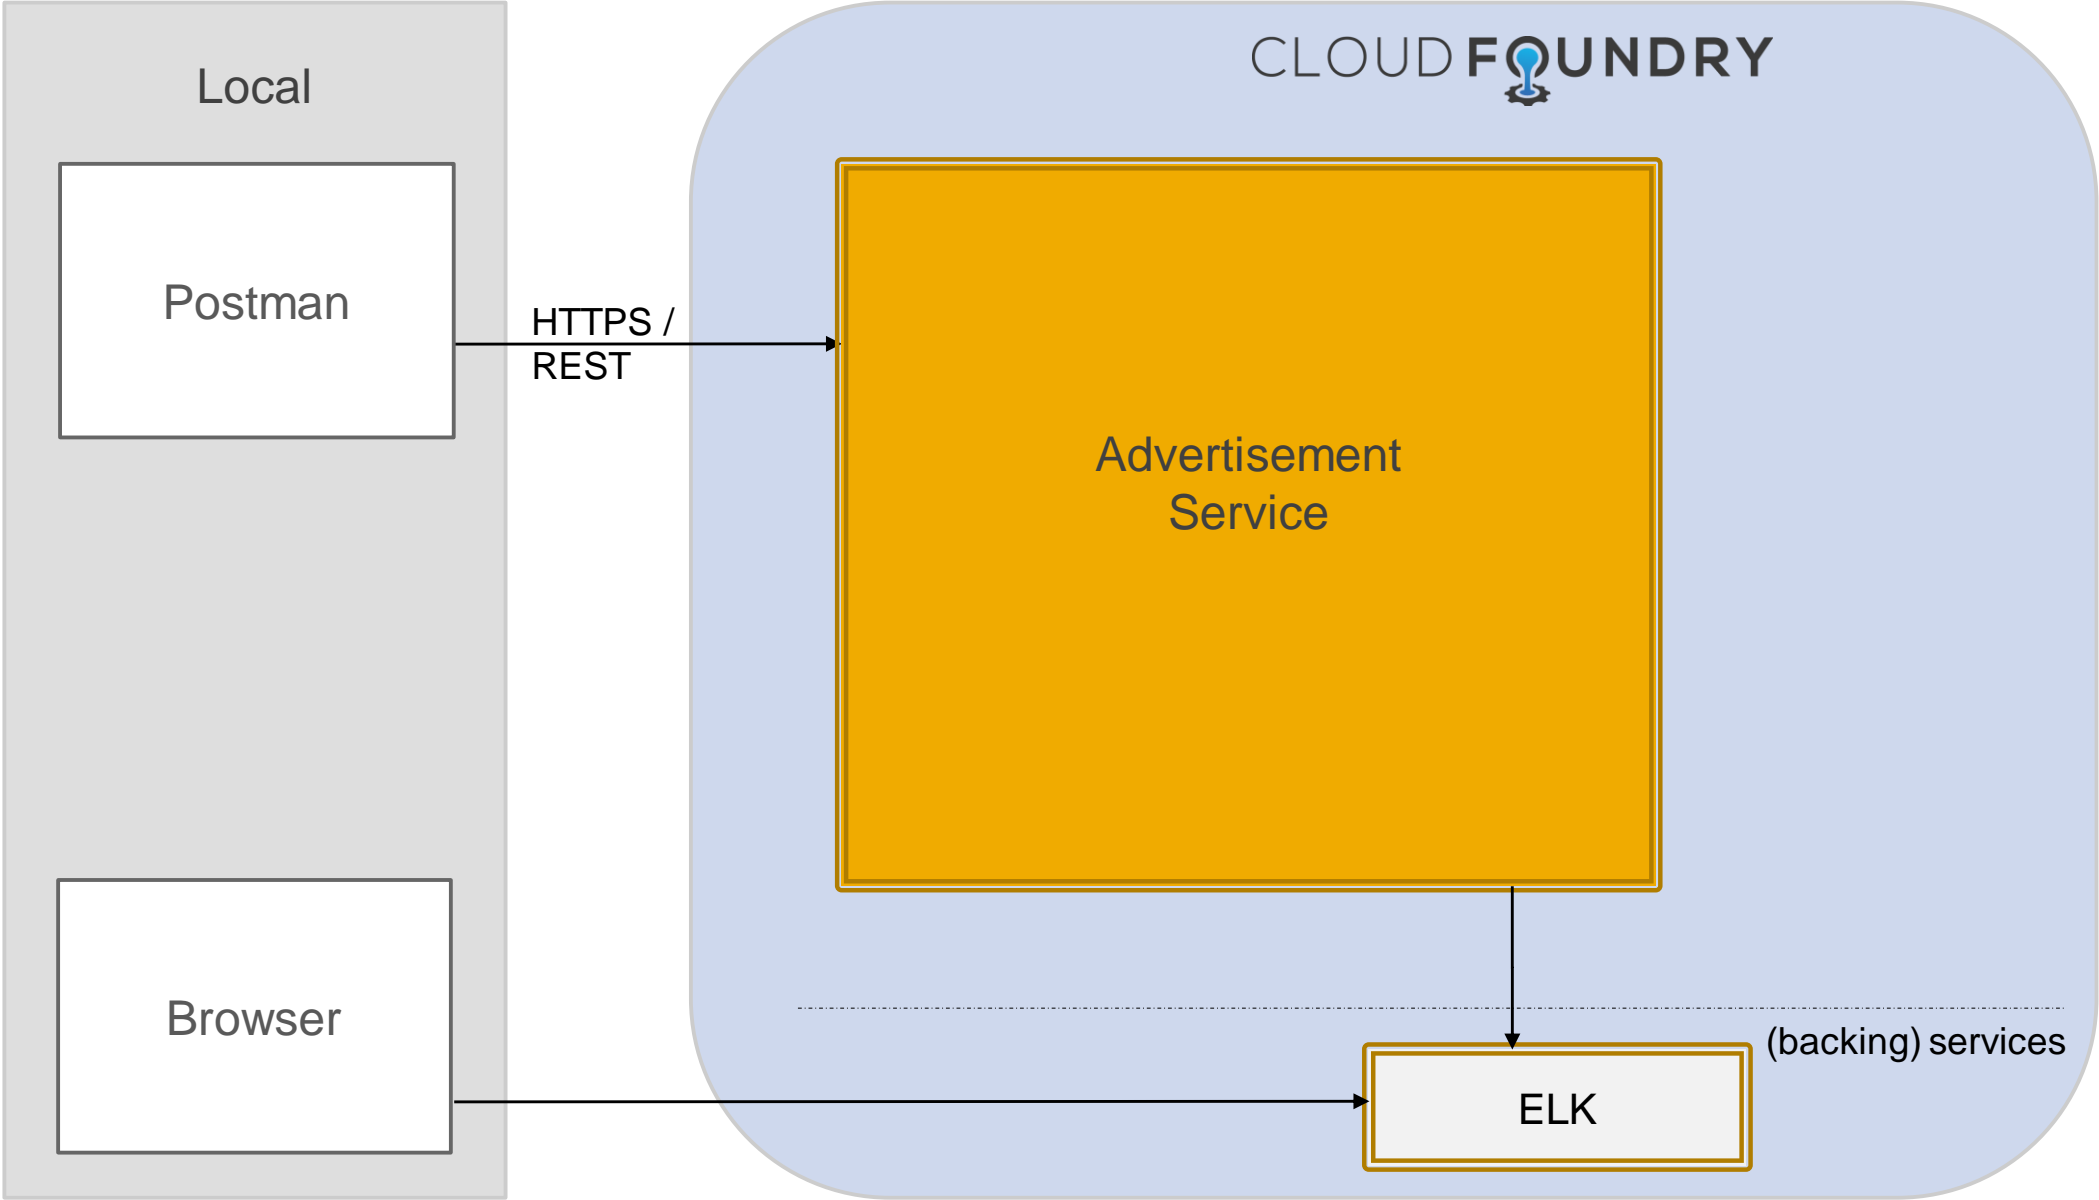 Local
CLOUD FOUNDRY
Postman
HTTPS /
REST
Advertisement
Service
Browser
(backing) services
ELK